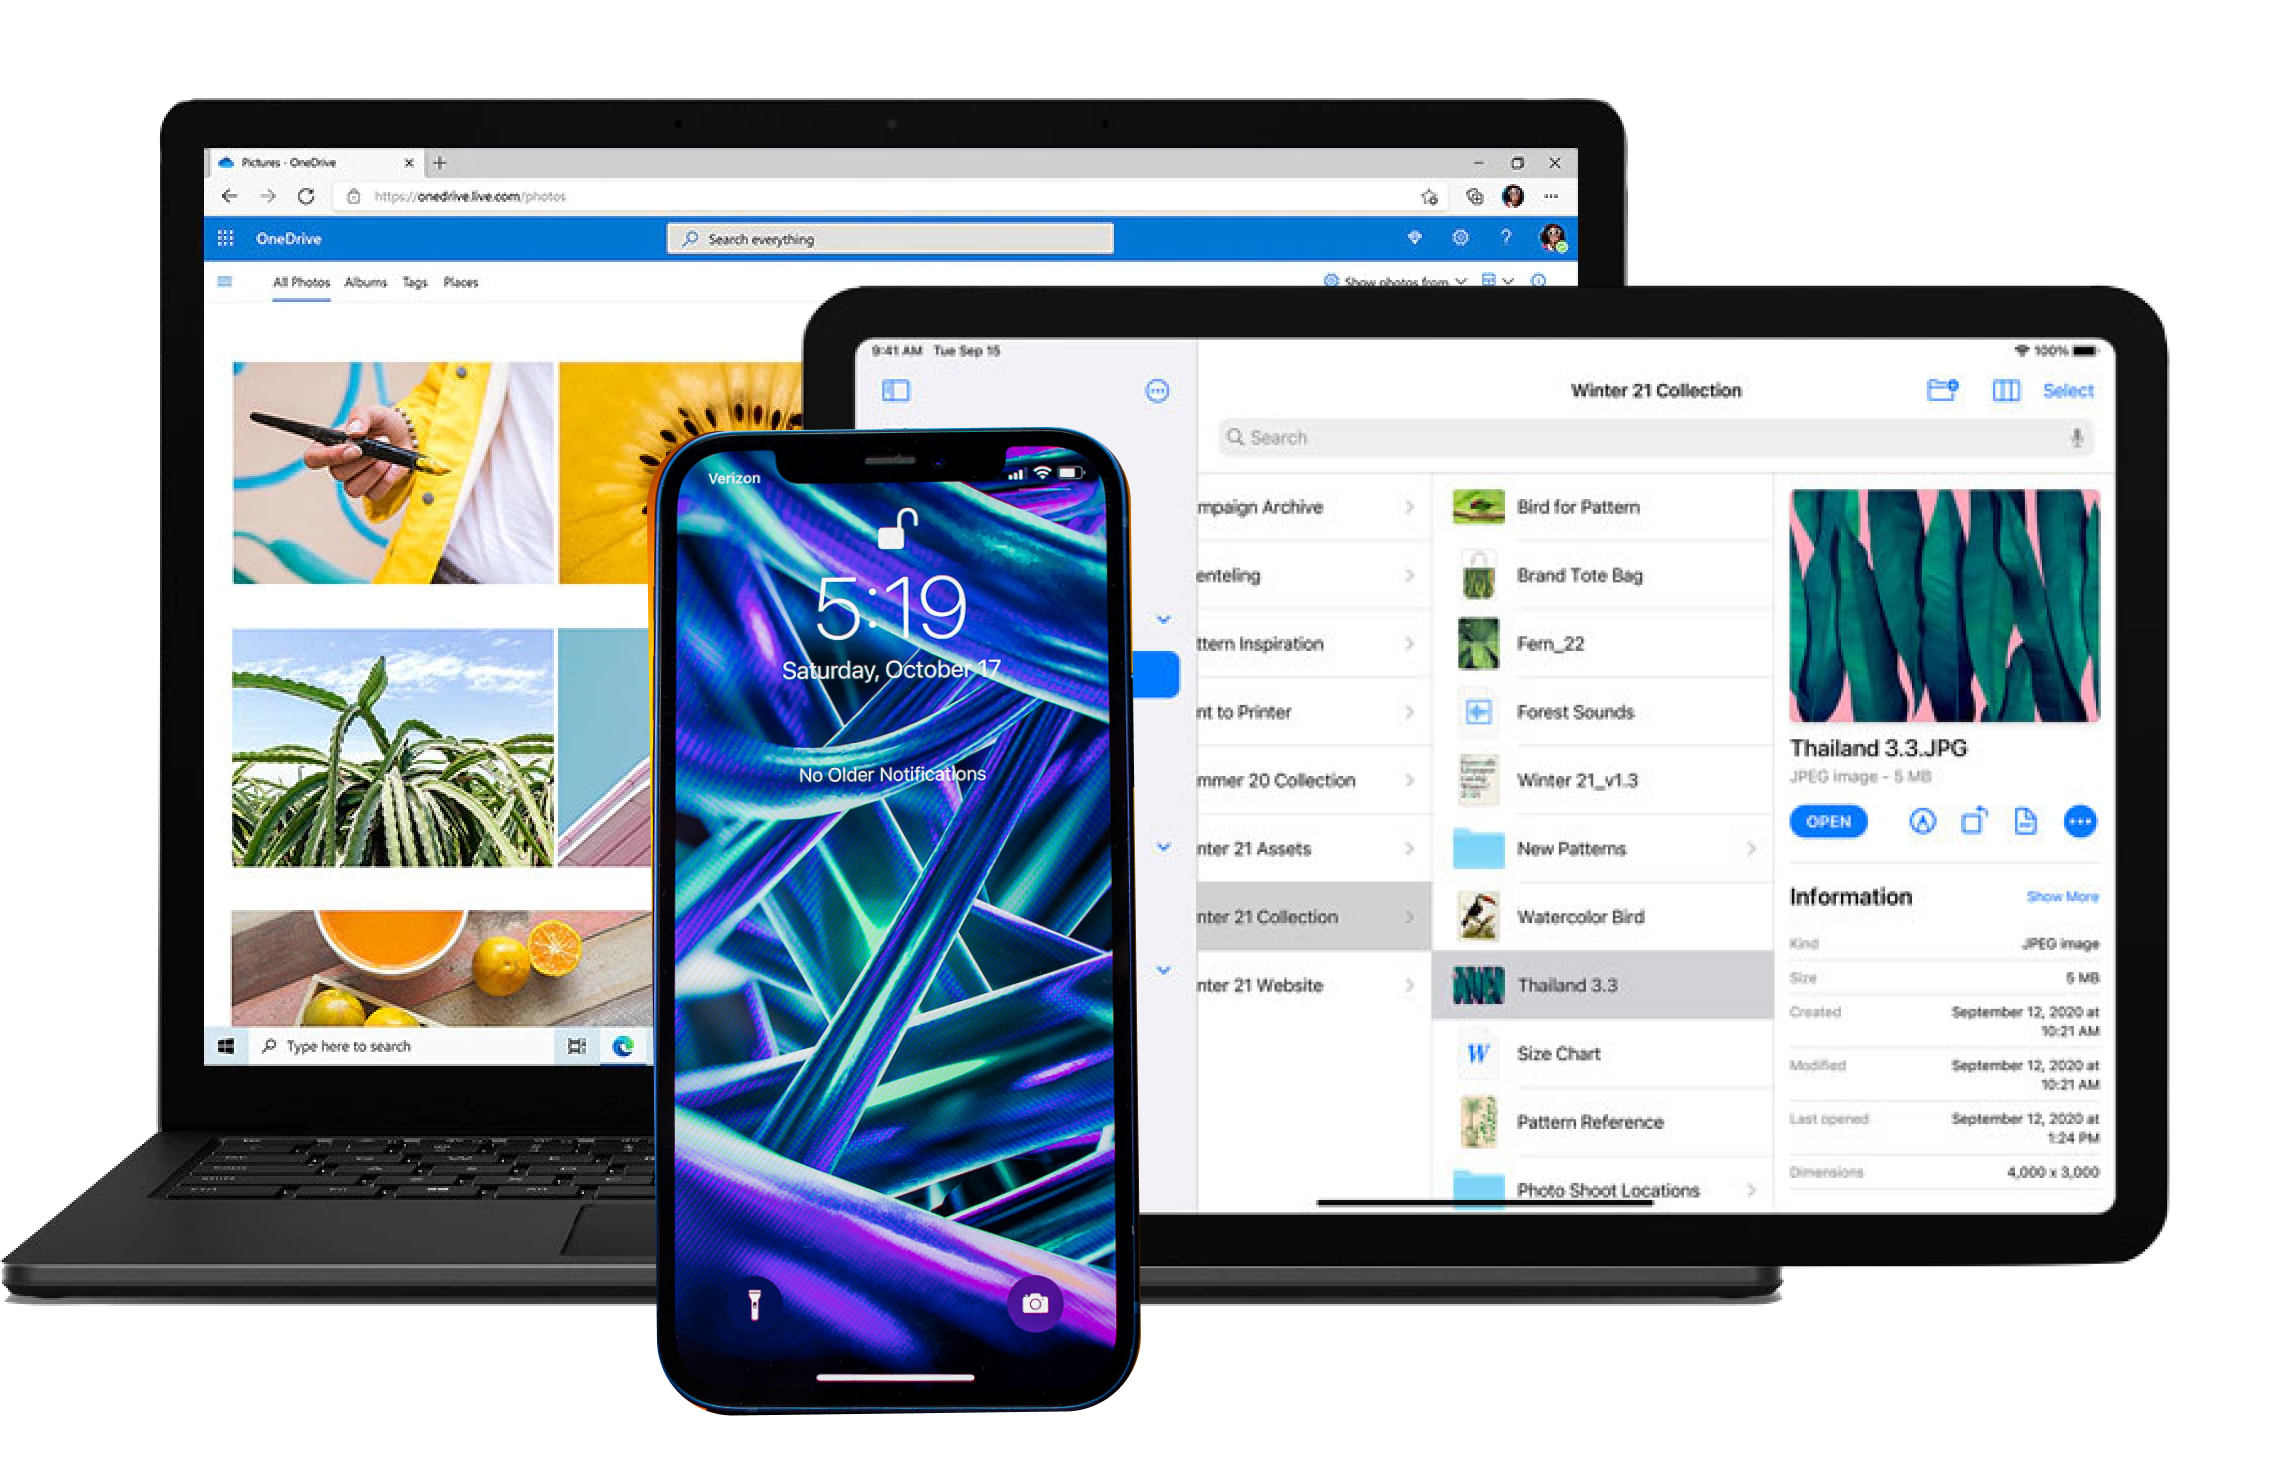 Pictures - OneDrive
https://onedrive.live.com/photos
OneDrive
Search everything
?
All Photos Albums Tags Places
Show photos from
Type here to search
9:41 AM Tue Sep 15
100%
Winter 21 Collection
Select
Search
mpaign Archive
enteling
ttern Inspiration
nt to Printer
mmer 20 Collection
nter 21 Assets
nter 21 Collection
nter 21 Website
Bird for Pattern
Brand Tote Bag
Fern_22
Forest Sounds
Winter 21_v1.3
New Patterns
Watercolor Bird
Thailand 3.3
W
Size Chart
Pattern Reference
Photo Shoot Locations
Thailand 3.3.JPG
JPEG image - 5 MB
OPEN
Information
Show More
Kind JPEG image
Size 5 MB
Created September 12, 2020 at
10:21 AM
Modified September 12, 2020 at
10:21 AM
Last opened September 12, 2020 at
1:24 PM
Dimensions 4,000 x 3,000
Verizon
5:19
Saturday, October 17
No Older Notifications